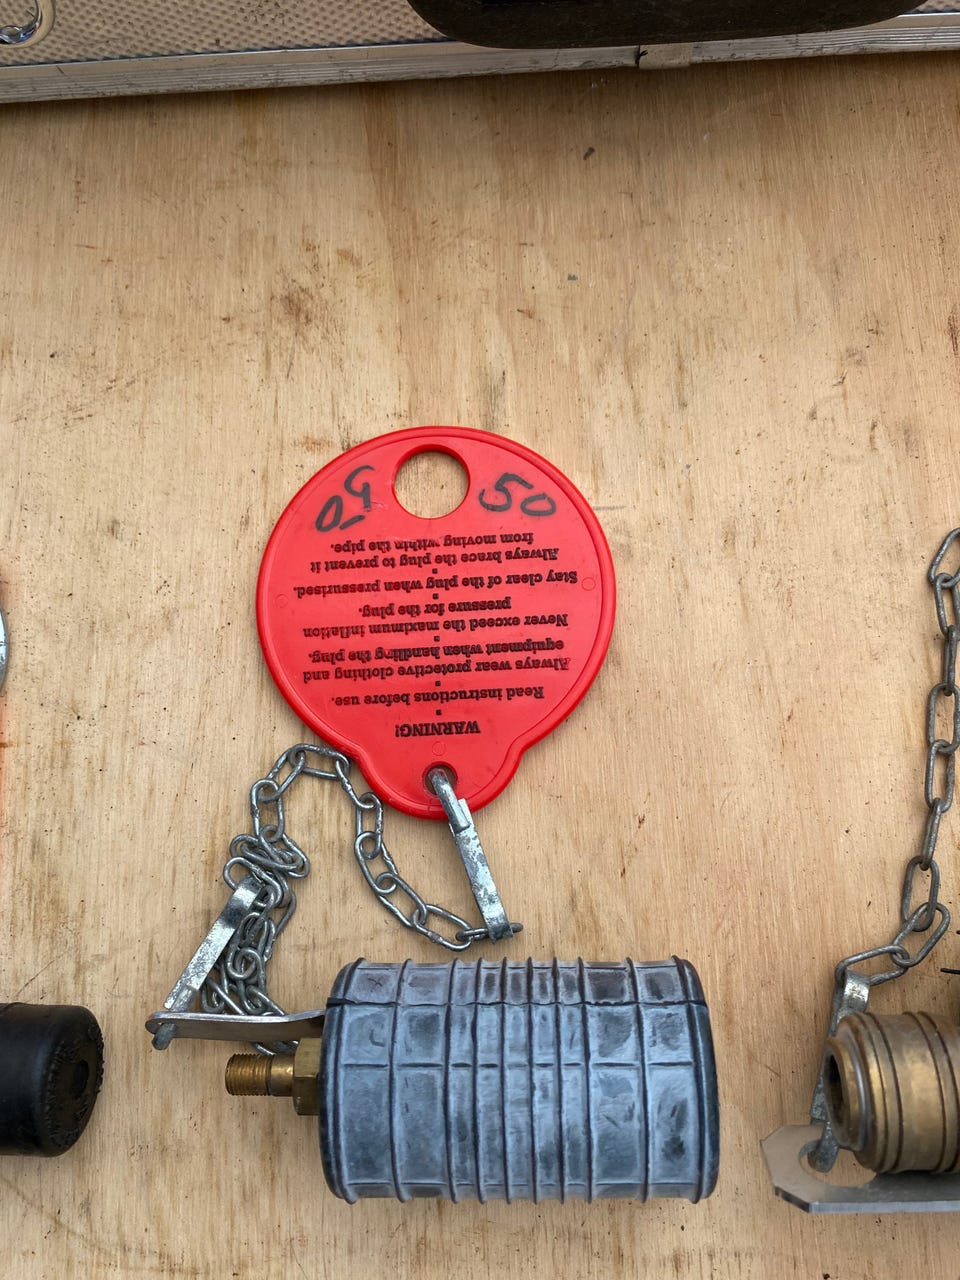 WARNING!
Read instructions before use.
Always wear protective clothing and
equipment when handling the plug.
Never exceed the maximum inflation
pressure for the plug.
Stay clear of the plug when pressurised.
Always brace the plug to prevent it
from moving within the pipe.
50
50